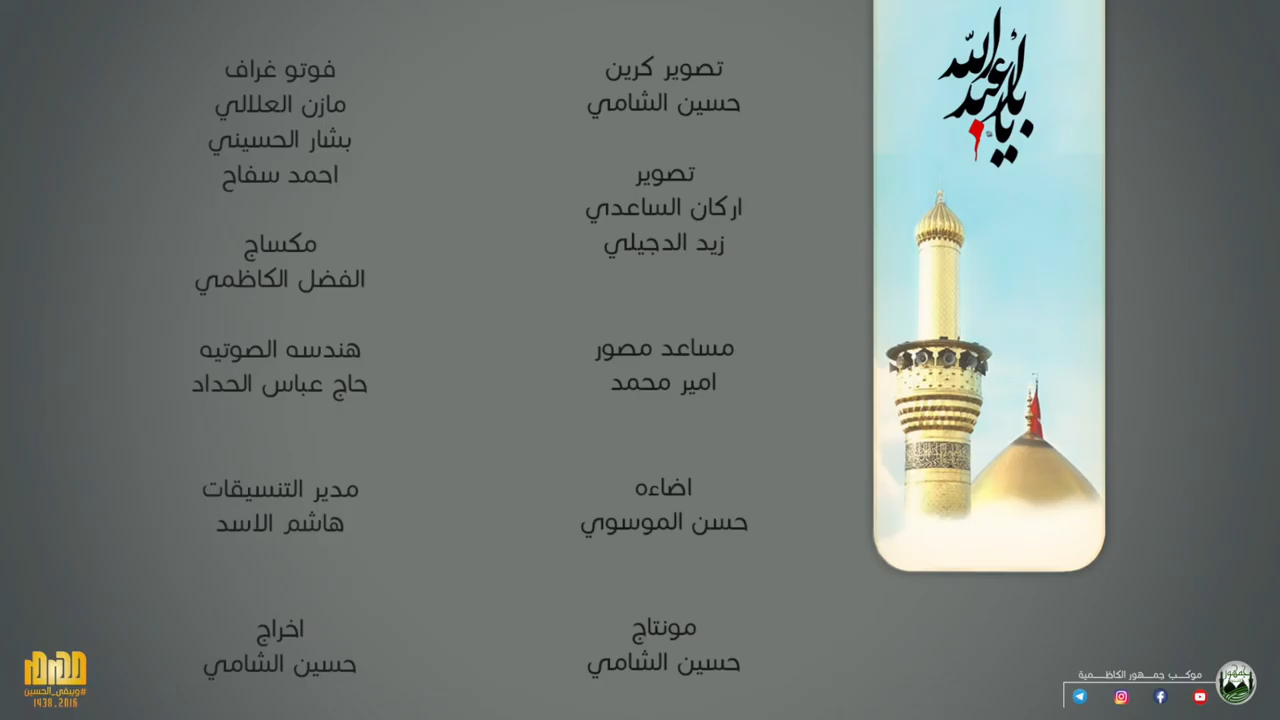 يا أبا عبد الله
تصوير كرين
حسين الشامي
تصوير
اركان الساعدي
زيد الدجيلي
مساعد مصور
امير محمد
اضاءه
حسن الموسوي
مونتاج
حسين الشامي
فوتو غراف
مازن العلالي
بشار الحسيني
احمد سفاح
مكساج
الفضل الكاظمي
هندسه الصوتيه
حاج عباس الحداد
مدير التنسيقات
هاشم الاسد
اخراج
حسين الشامي
موكب جمهور الكاظمية
محرم
#ويبقى_الحسين
1438.2016